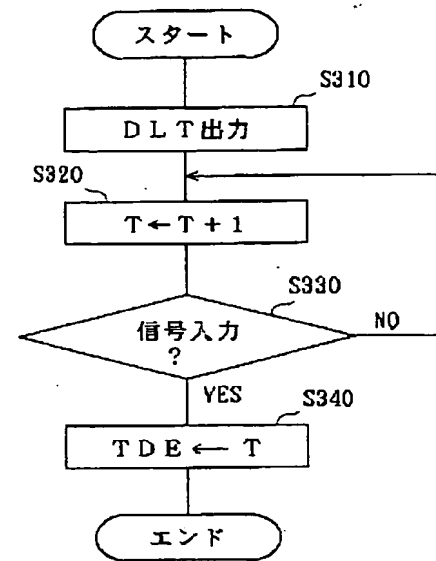 スタート
S310
DLT出力
S320
T←T+1
S330
信号入力
?
NO
YES
S340
TDE ← T
エンド